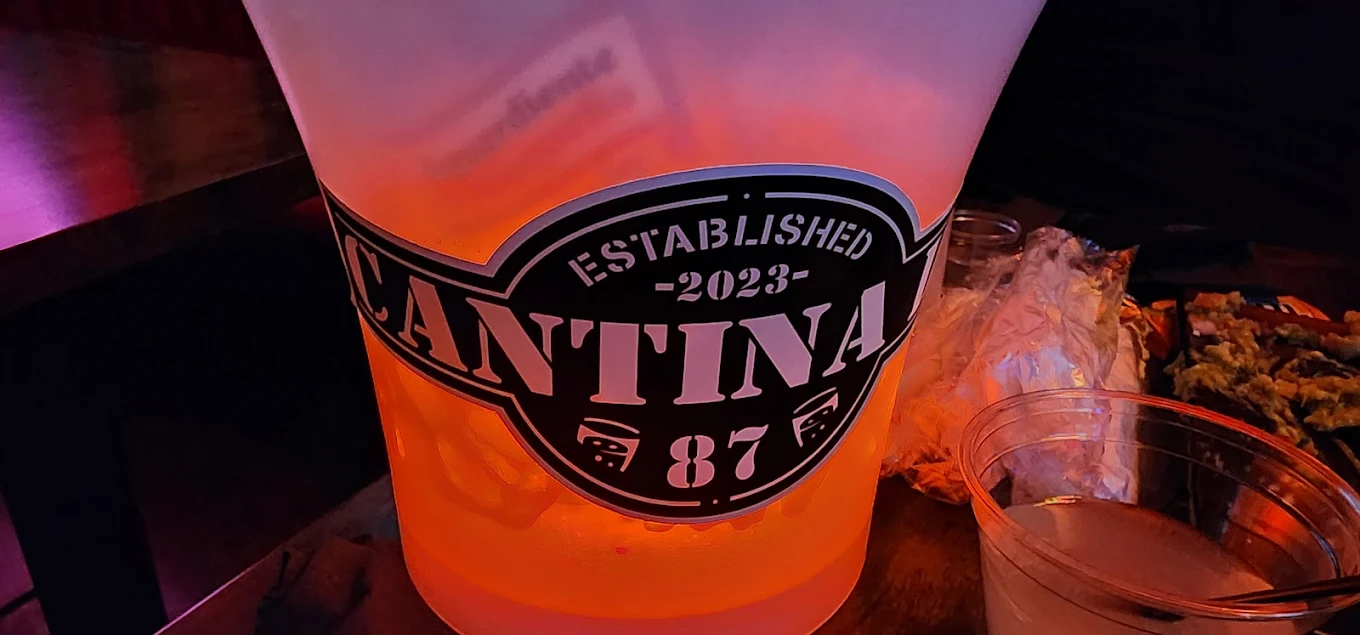 ESTABLISHED
-2023-
CANTINA
87